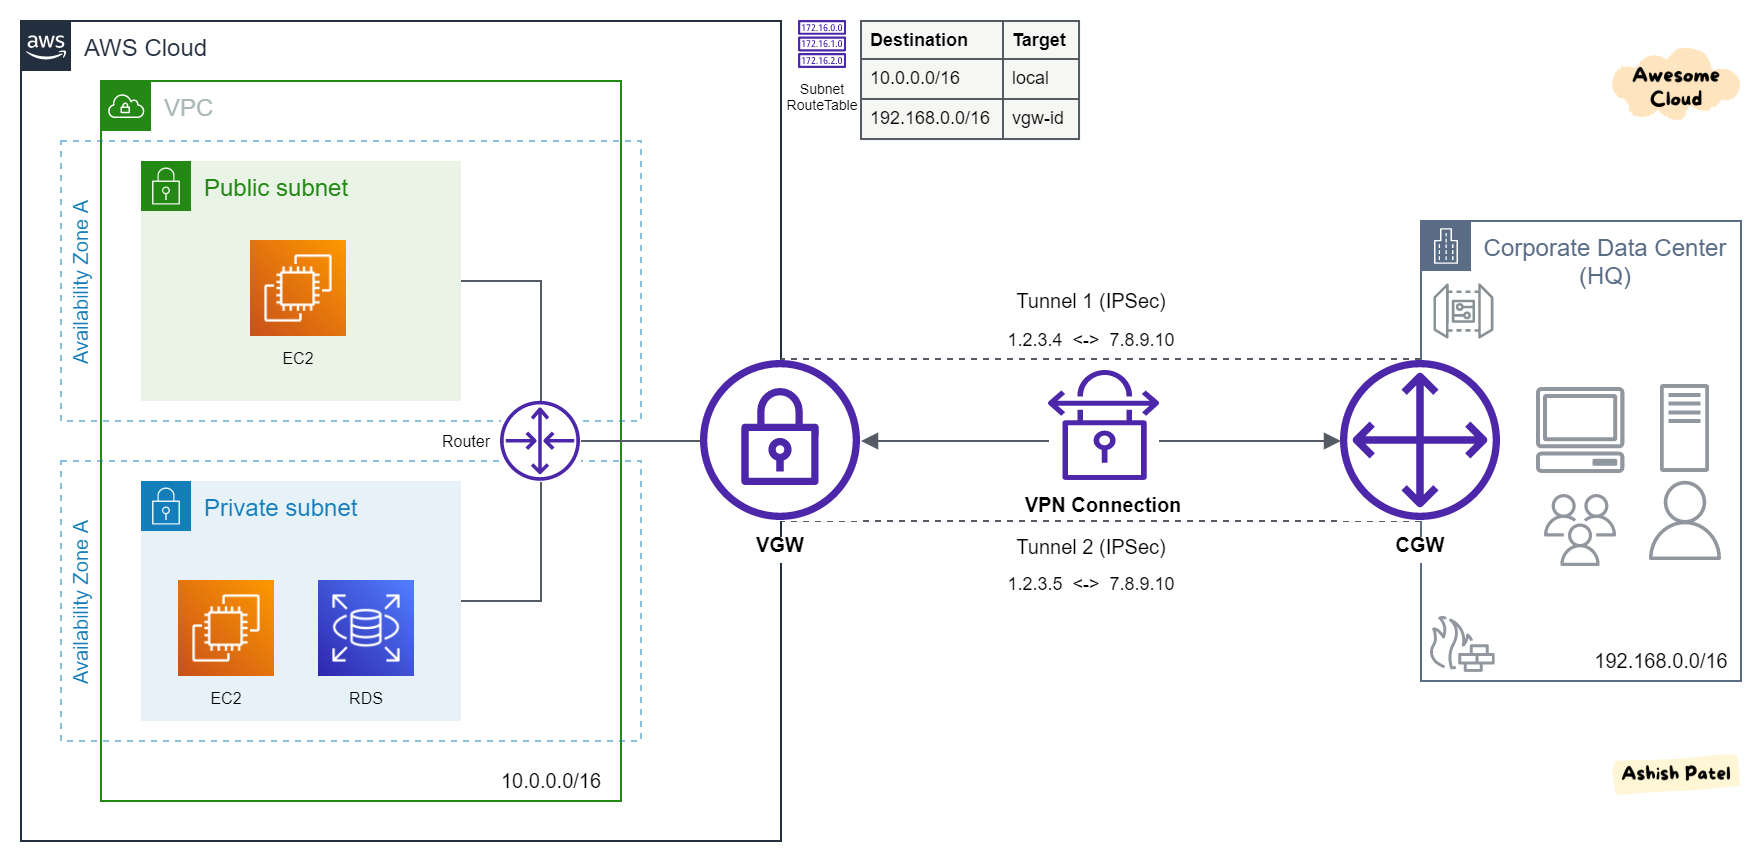 aws
AWS Cloud
172.16.0.0
172.16.1.0
172.16.2.0
Subnet
RouteTable
Destination Target
10.0.0.0/16 local
192.168.0.0/16 vgw-id
Awesome
Cloud
VPC
Availability Zone A
Public subnet
EC2
Router
Availability Zone A
Private subnet
EC2
RDS
10.0.0.0/16
VGW
Tunnel 1 (IPSec)
1.2.3.4 <-> 7.8.9.10
VPN Connection
Tunnel 2 (IPSec)
1.2.3.5 <-> 7.8.9.10
CGW
Corporate Data Center
(HQ)
192.168.0.0/16
Ashish Patel